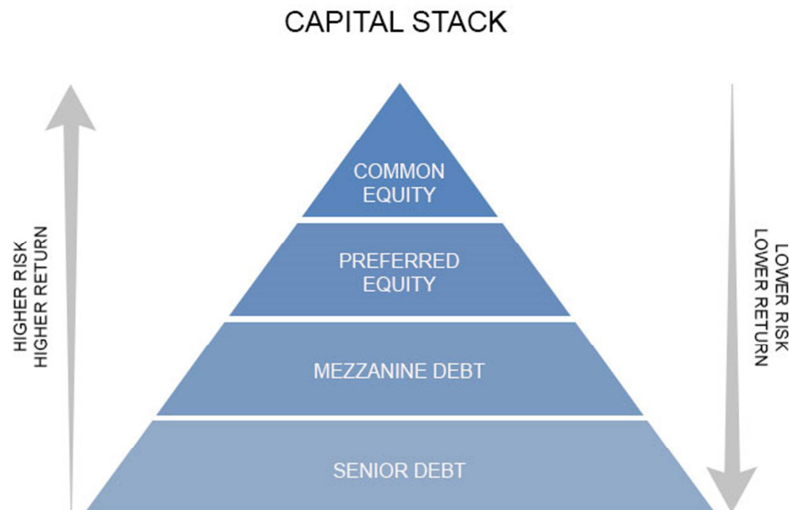 CAPITAL STACK
HIGHER RISK
HIGHER RETURN
COMMON
EQUITY
PREFERRED
EQUITY
MEZZANINE DEBT
SENIOR DEBT
LOWER RISK
LOWER RETURN